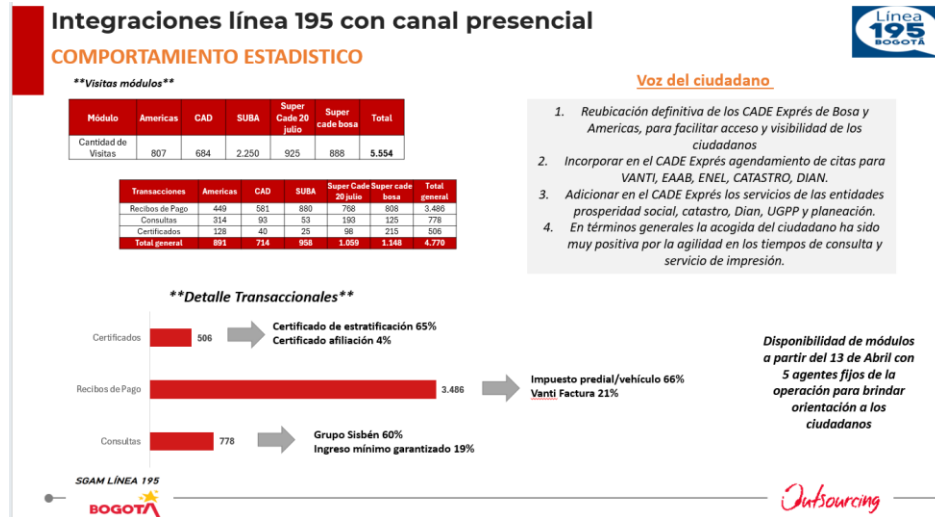 Integraciones línea 195 con canal presencial
Línea
195
BOGOTÁ
COMPORTAMIENTO ESTADISTICO
**Visitas módulos**
Módulo Americas CAD SUBA Super Cade 20 julio Super cade bosa Total
Cantidad de Visitas 807 684 2.250 925 888 5.554
Transacciones Americas CAD SUBA Super Cade 20 julio Super cade bosa Total general
Recibos de Pago 449 581 880 768 808 3.486
Consultas 314 93 53 193 125 778
Certificados 128 40 25 98 215 506
Total general 891 714 958 1.059 1.148 4.770
Voz del ciudadano
1. Reubicación definitiva de los CADE Exprés de Bosa y
Americas, para facilitar acceso y visibilidad de los
ciudadanos
2. Incorporar en el CADE Exprés agendamiento de citas para
VANTI, EAAB, ENEL, CATASTRO, DIAN.
3. Adicionar en el CADE Exprés los servicios de las entidades
prosperidad social, catastro, Dian, UGPP y planeación.
4. En términos generales la acogida del ciudadano ha sido
muy positiva por la agilidad en los tiempos de consulta y
servicio de impresión.
**Detalle Transaccionales**
Certificados 506
Certificado de estratificación 65%
Certificado afiliación 4%
Recibos de Pago 3.486
Impuesto predial/vehículo 66%
Vanti Factura 21%
Consultas 778
Grupo Sisbén 60%
Ingreso mínimo garantizado 19%
Disponibilidad de módulos
a partir del 13 de Abril con
5 agentes fijos de la
operación para brindar
orientación a los
ciudadanos
SGAM LÍNEA 195
BOGOTÁ
Outsourcing